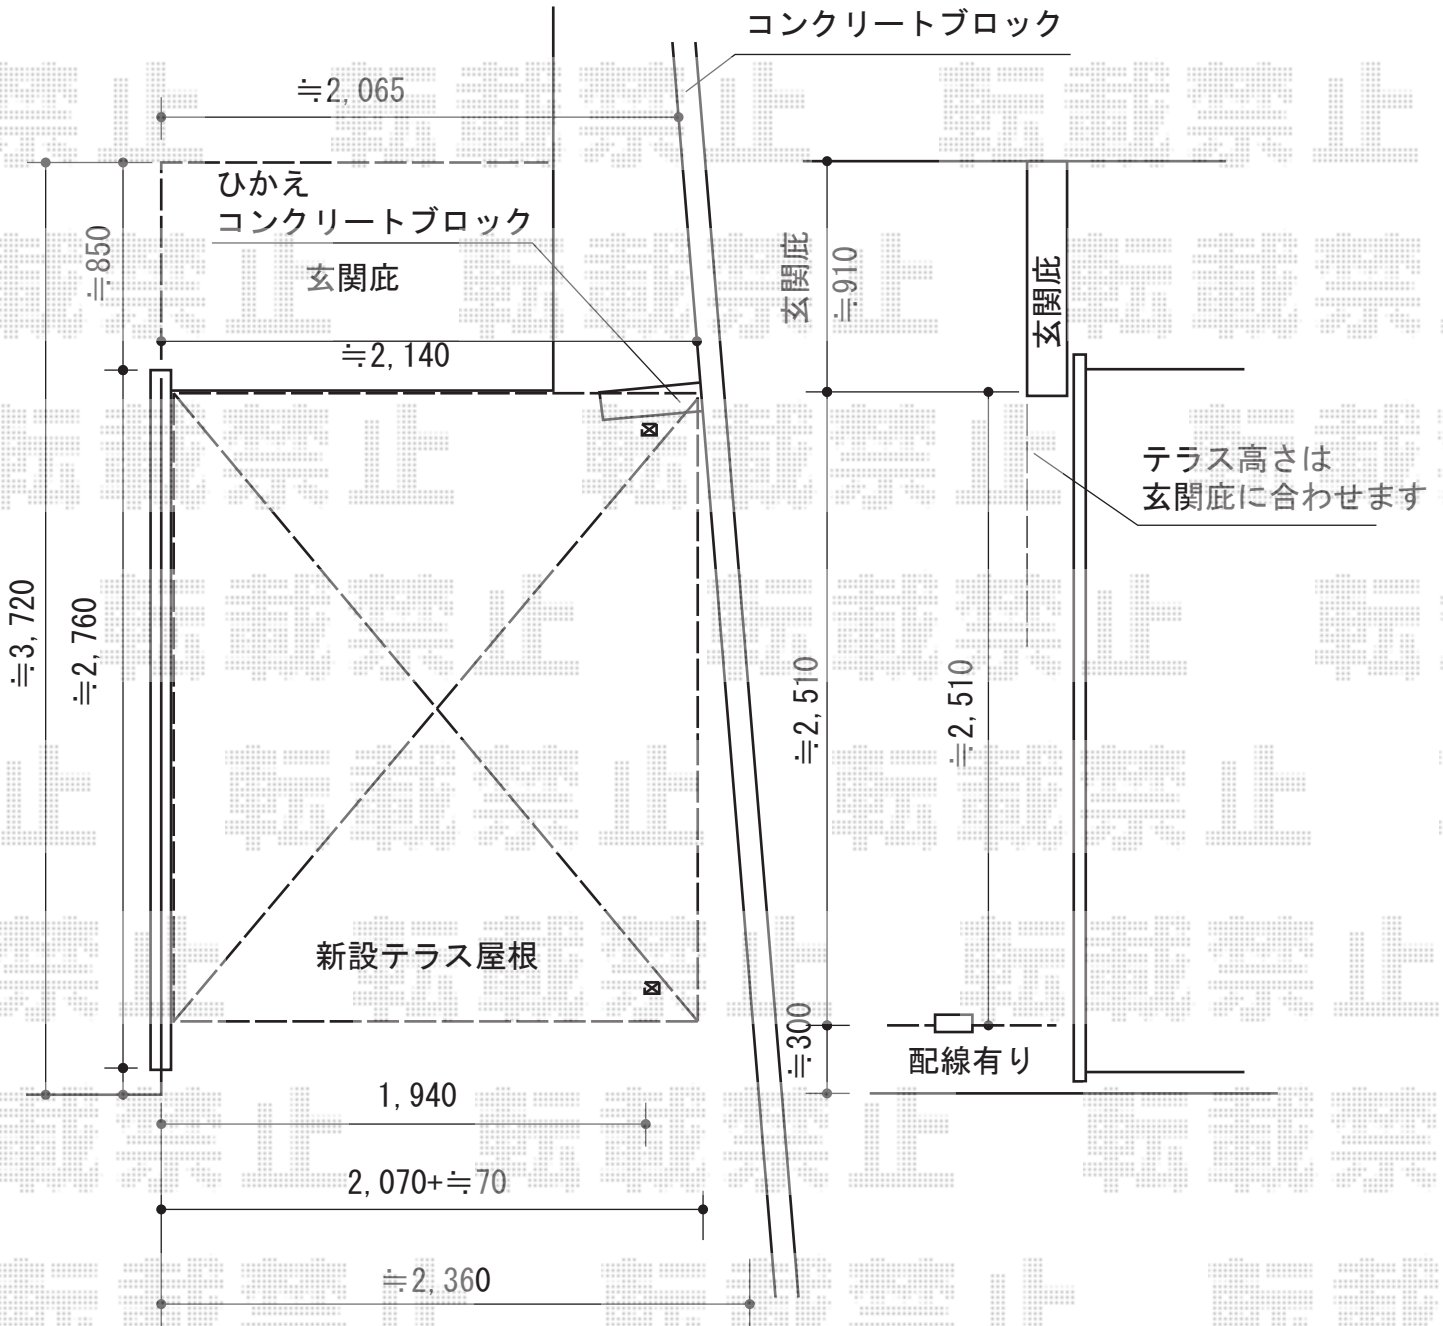 コンクリートブロック
≒2,065
ひかえ
コンクリートブロック
玄関庇
≒850
≒2,140
玄関庇
≒910
玄関庇
テラス高さは
玄関庇に合わせます
≒3,720
≒2,760
≒2,510
≒2,510
新設テラス屋根
≒300
配線有り
1,940
2,070+≒70
≒2,360
転載禁止